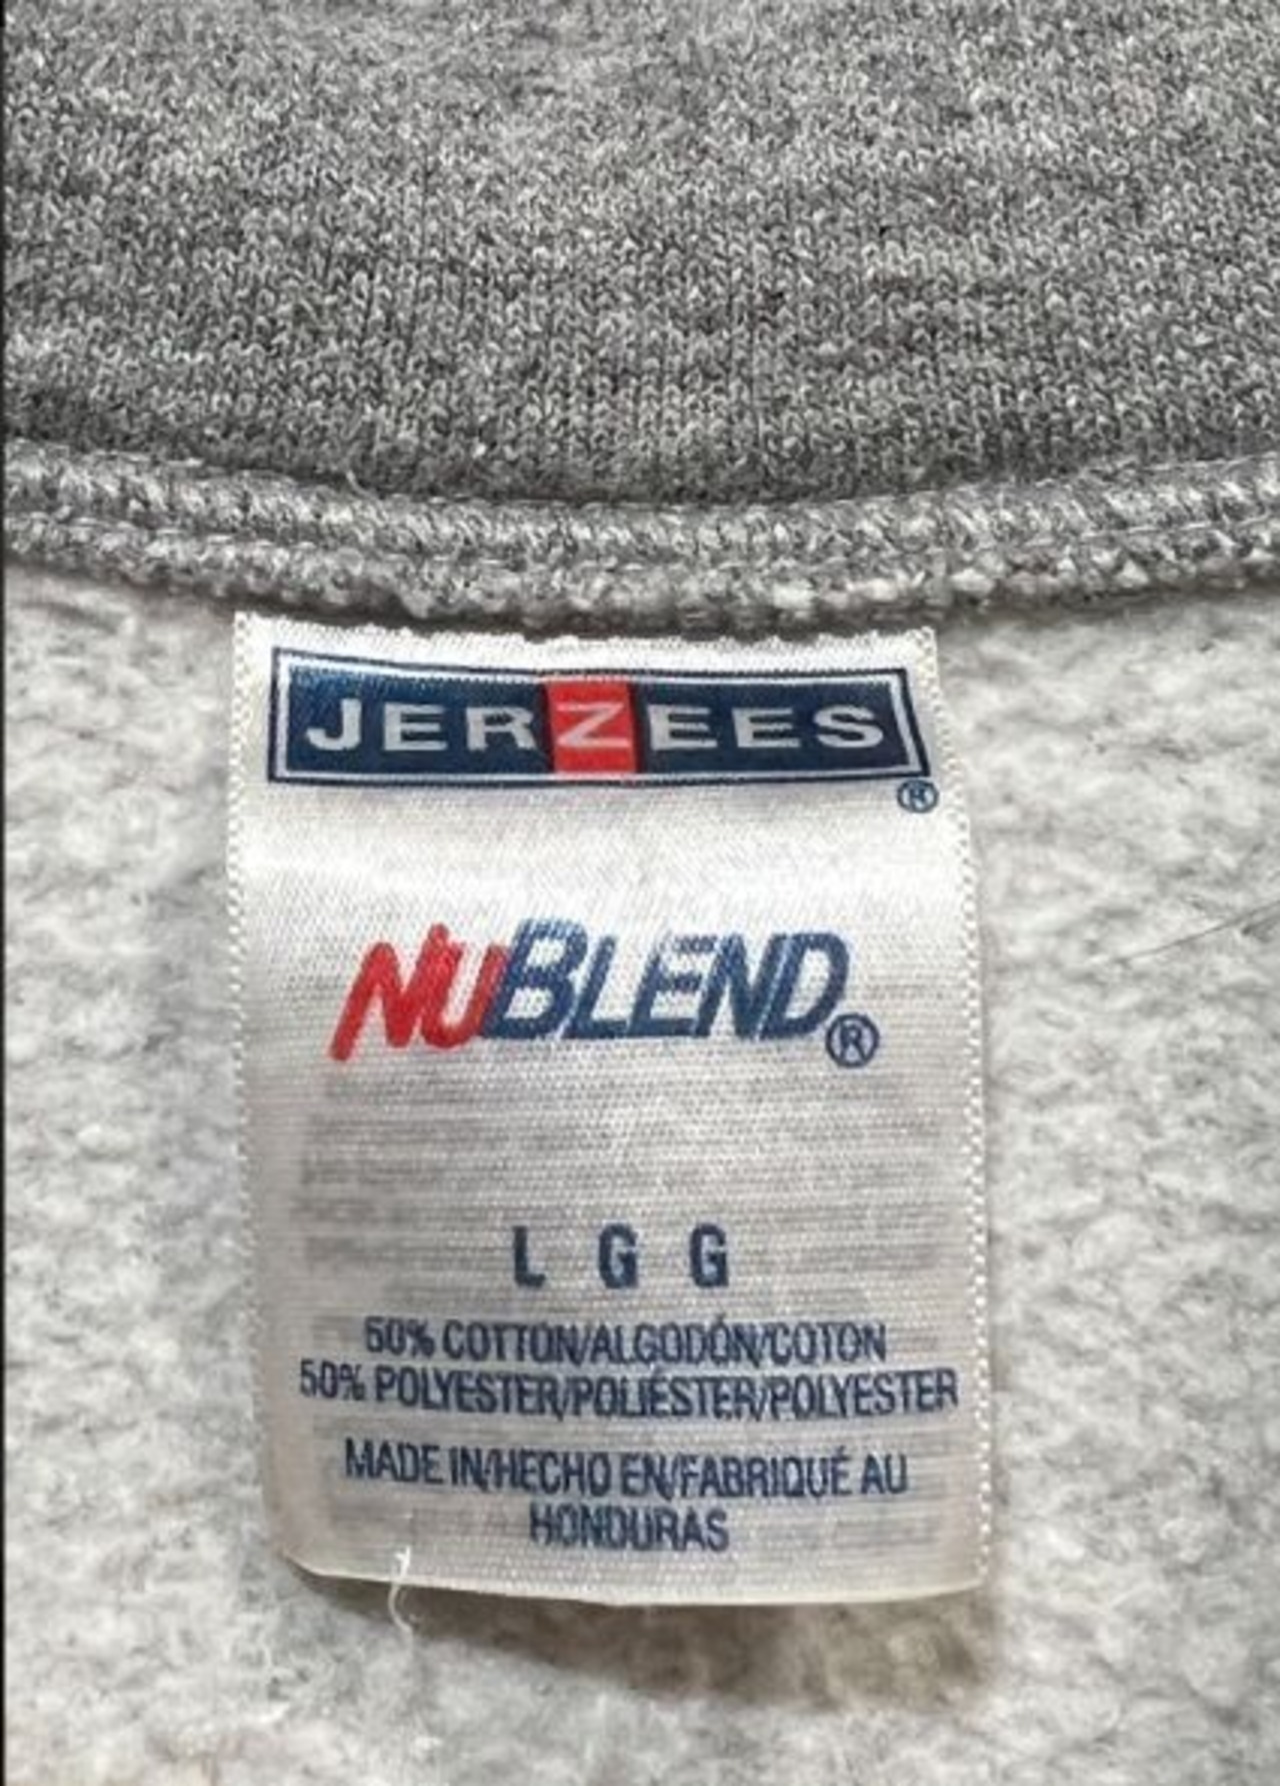 JERZEES
®
NUBLEND®
L G G
50% COTTON/ALGODÓN/COTON
50% POLYESTER/POLIÉSTER/POLYESTER
MADE IN/HECHO EN/FABRIQUÉ AU
HONDURAS